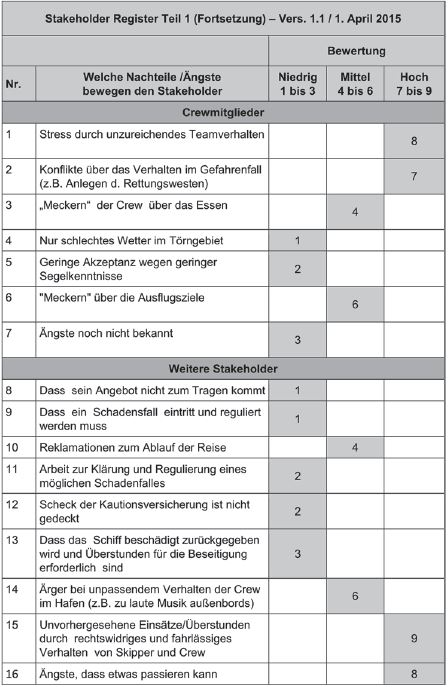 Stakeholder Register Teil 1 (Fortsetzung) – Vers. 1.1 / 1. April 2015
Bewertung
Nr.
Welche Nachteile /Ängste
bewegen den Stakeholder
Niedrig
1 bis 3
Mittel
4 bis 6
Hoch
7 bis 9
Crewmitglieder
1 Stress durch unzureichendes Teamverhalten 8
2 Konflikte über das Verhalten im Gefahrenfall
(z.B. Anlegen d. Rettungswesten) 7
3 „Meckern“ der Crew über das Essen 4
4 Nur schlechtes Wetter im Törngebiet 1
5 Geringe Akzeptanz wegen geringer
Segelkenntnisse 2
6 "Meckern" über die Ausflugsziele 6
7 Ängste noch nicht bekannt 3
Weitere Stakeholder
8 Dass sein Angebot nicht zum Tragen kommt 1
9 Dass ein Schadensfall eintritt und reguliert
werden muss 1
10 Reklamationen zum Ablauf der Reise 4
11 Arbeit zur Klärung und Regulierung eines
möglichen Schadenfalles 2
12 Scheck der Kautionsversicherung ist nicht
gedeckt 2
13 Dass das Schiff beschädigt zurückgegeben
wird und Überstunden für die Beseitigung
erforderlich sind 3
14 Ärger bei unpassendem Verhalten der Crew
im Hafen (z.B. zu laute Musik außenbords) 6
15 Unvorhergesehene Einsätze/Überstunden
durch rechtswidriges und fahrlässiges
Verhalten von Skipper und Crew 9
16 Ängste, dass etwas passieren kann 8